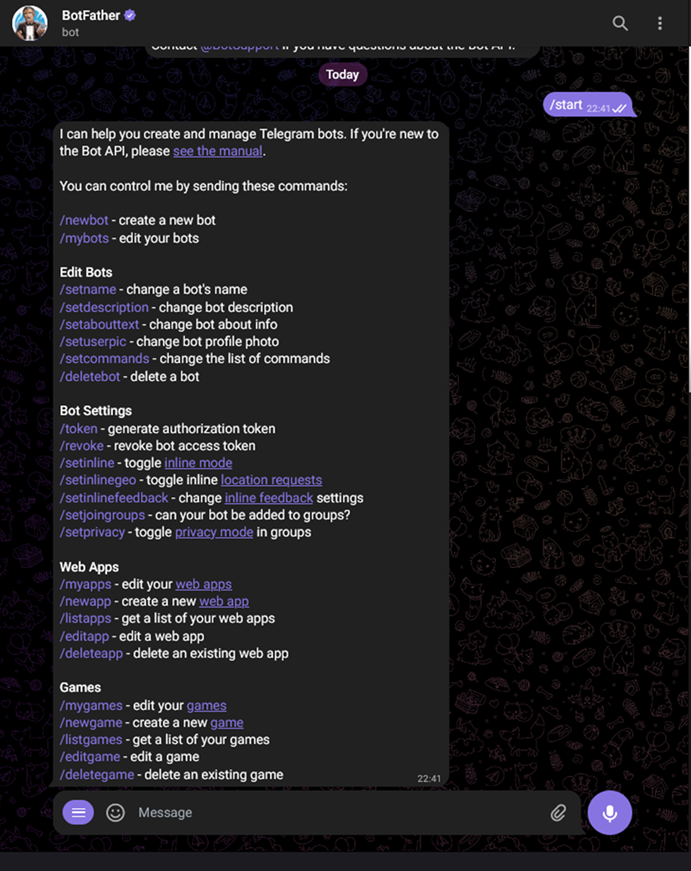 BotFather
bot
Contact @BotSupport if you have questions about the Bot API.
Today
/start 22:41
I can help you create and manage Telegram bots. If you're new to
the Bot API, please see the manual.
You can control me by sending these commands:
/newbot - create a new bot
/mybots - edit your bots
Edit Bots
/setname - change a bot's name
/setdescription - change bot description
/setabouttext - change bot about info
/setuserpic - change bot profile photo
/setcommands - change the list of commands
/deletebot - delete a bot
Bot Settings
/token - generate authorization token
/revoke - revoke bot access token
/setinline - toggle inline mode
/setinlinegeo - toggle inline location requests
/setinlinefeedback - change inline feedback settings
/setjoingroups - can your bot be added to groups?
/setprivacy - toggle privacy mode in groups
Web Apps
/myapps - edit your web apps
/newapp - create a new web app
/listapps - get a list of your web apps
/editapp - edit a web app
/deleteapp - delete an existing web app
Games
/mygames - edit your games
/newgame - create a new game
/listgames - get a list of your games
/editgame - edit a game
/deletegame - delete an existing game
22:41
Message